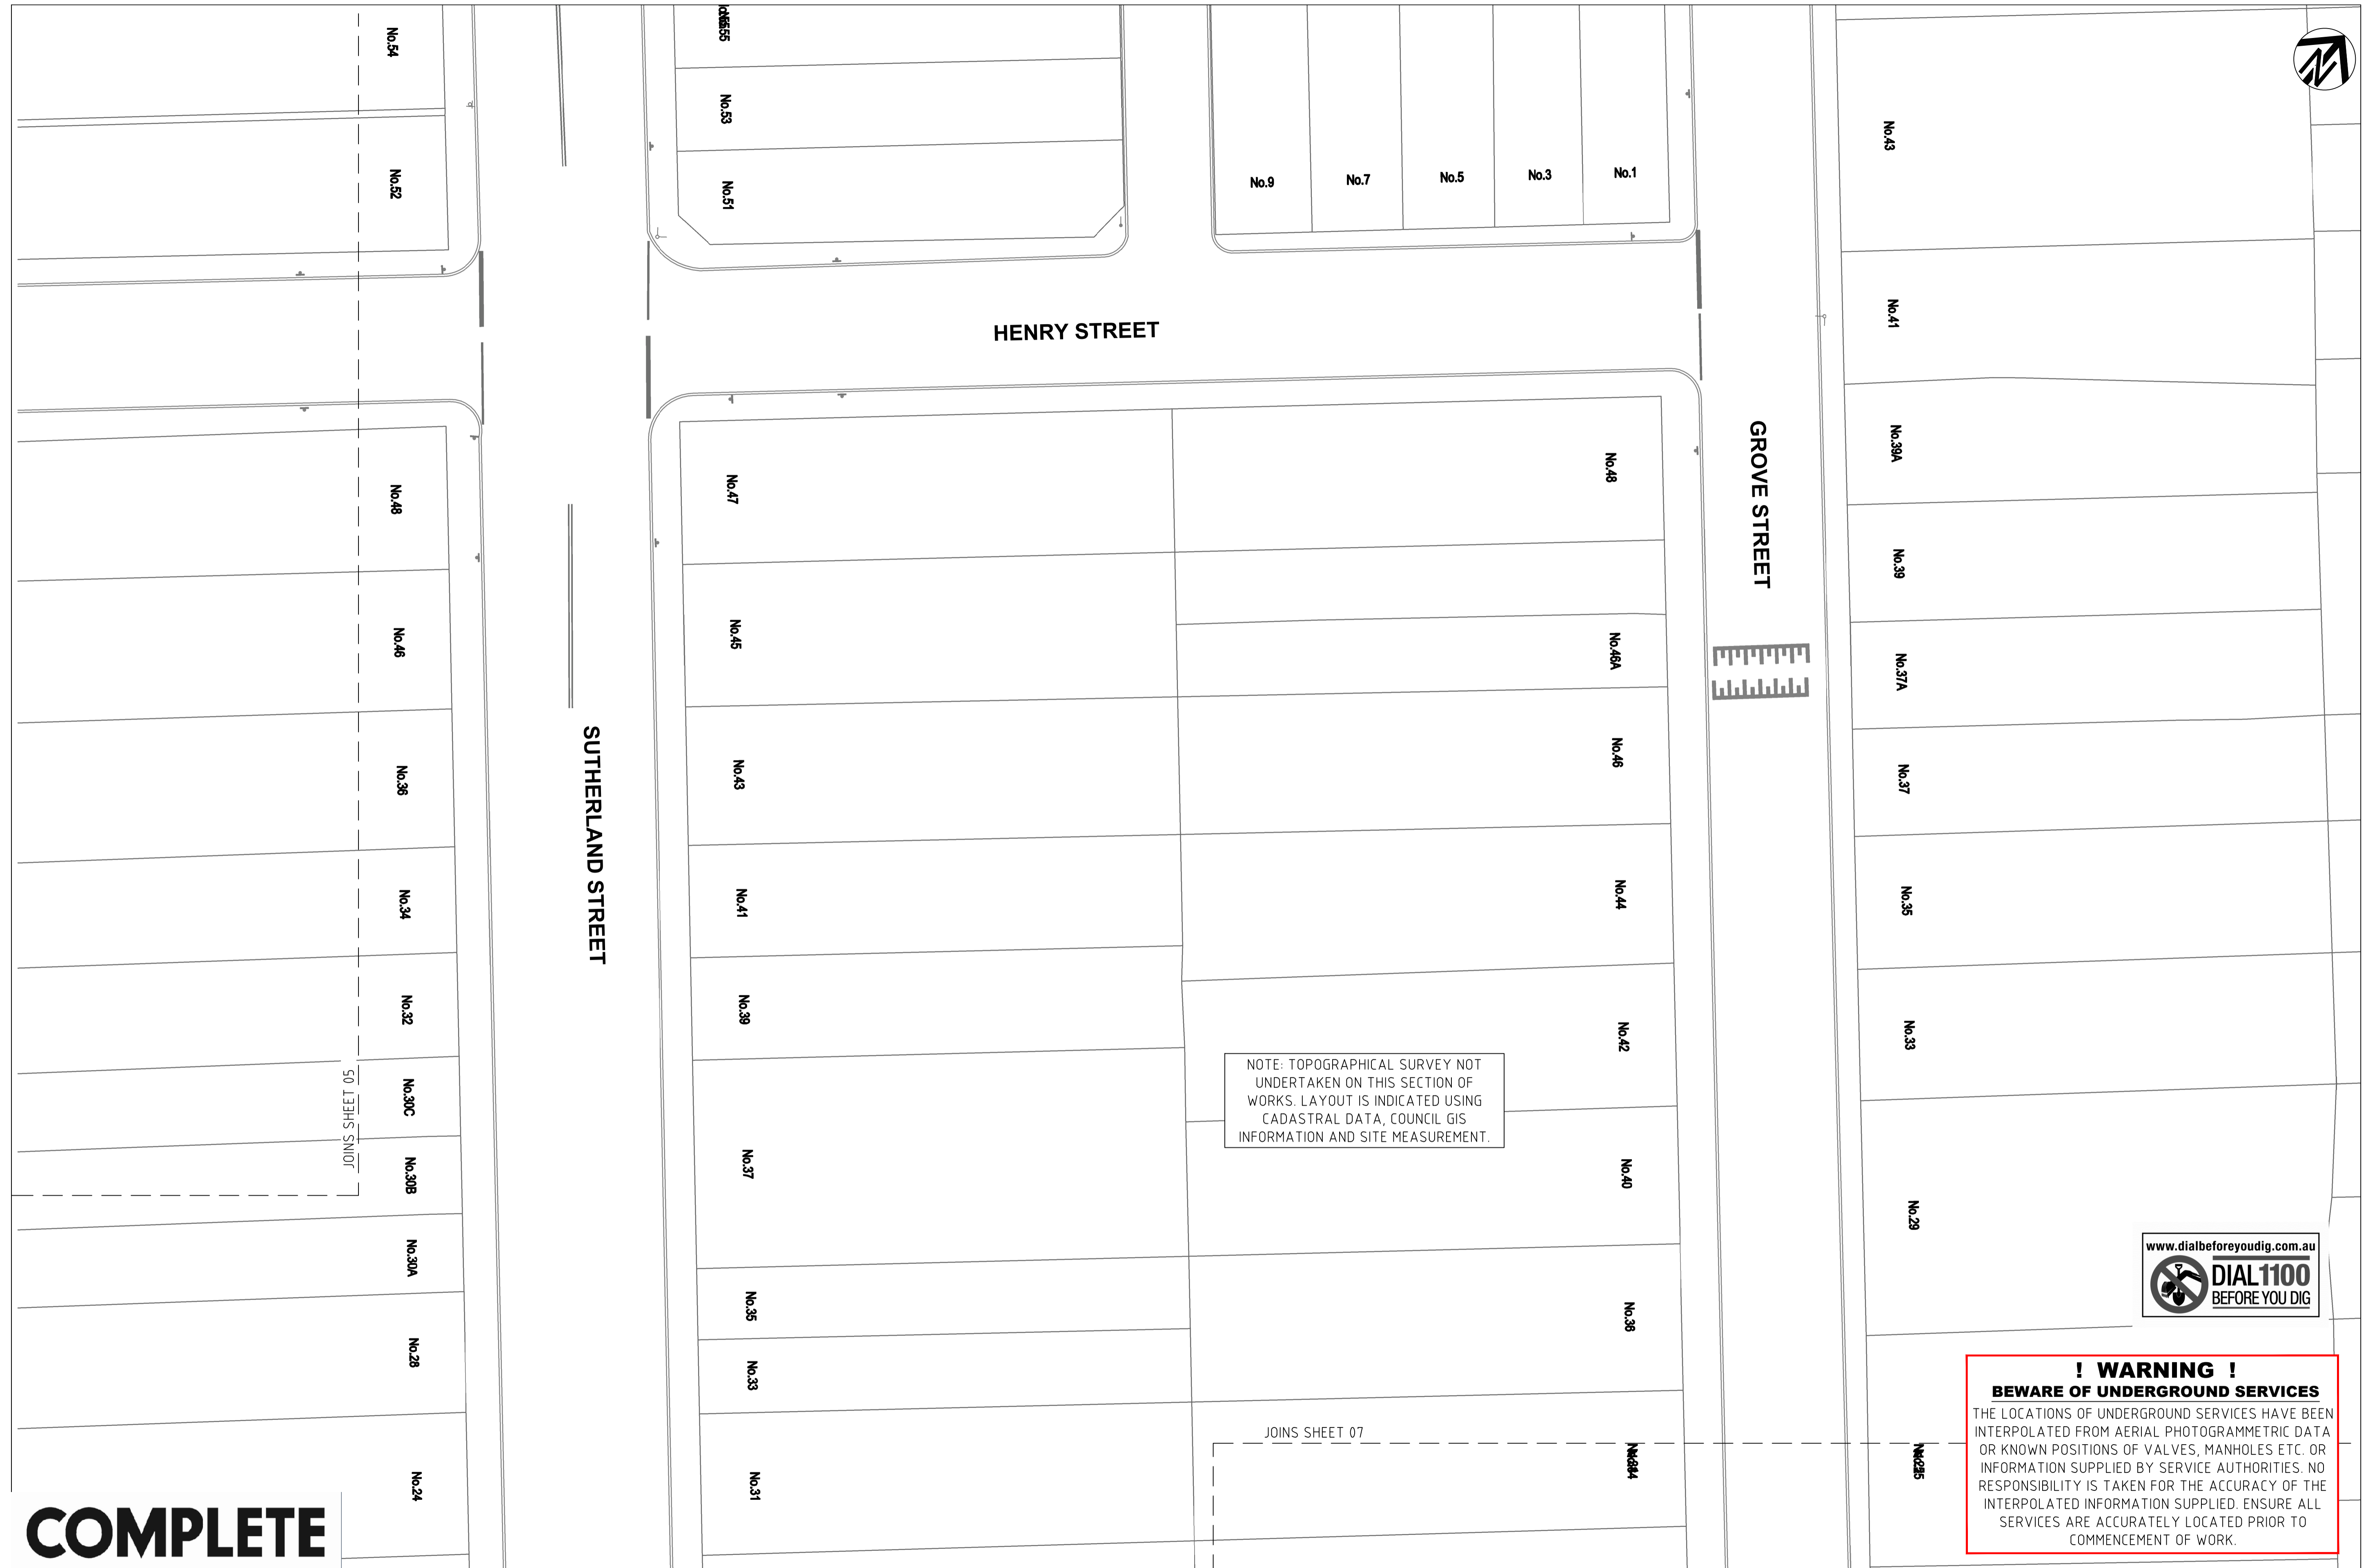 No.54
No.52
No.55
No.53
No.51
No.9
No.7
No.5
No.3
No.1
No.43
No.41
No.39A
No.39
No.37A
No.37
No.35
No.33
No.29
HENRY STREET
GROVE STREET
SUTHERLAND STREET
No.48
No.46
No.36
No.34
No.32
No.30C
No.30B
No.30A
No.28
No.24
JOINS SHEET 05
No.47
No.45
No.43
No.41
No.39
No.37
No.35
No.33
No.31
No.48
No.46A
No.46
No.44
No.42
No.40
No.38
NOTE: TOPOGRAPHICAL SURVEY NOT
UNDERTAKEN ON THIS SECTION OF
WORKS. LAYOUT IS INDICATED USING
CADASTRAL DATA, COUNCIL GIS
INFORMATION AND SITE MEASUREMENT.
JOINS SHEET 07
www.dialbeforeyoudig.com.au
DIAL1100
BEFORE YOU DIG
! WARNING !
BEWARE OF UNDERGROUND SERVICES
THE LOCATIONS OF UNDERGROUND SERVICES HAVE BEEN
INTERPOLATED FROM AERIAL PHOTOGRAMMETRIC DATA
OR KNOWN POSITIONS OF VALVES, MANHOLES ETC. OR
INFORMATION SUPPLIED BY SERVICE AUTHORITIES. NO
RESPONSIBILITY IS TAKEN FOR THE ACCURACY OF THE
INTERPOLATED INFORMATION SUPPLIED. ENSURE ALL
SERVICES ARE ACCURATELY LOCATED PRIOR TO
COMMENCEMENT OF WORK.
COMPLETE